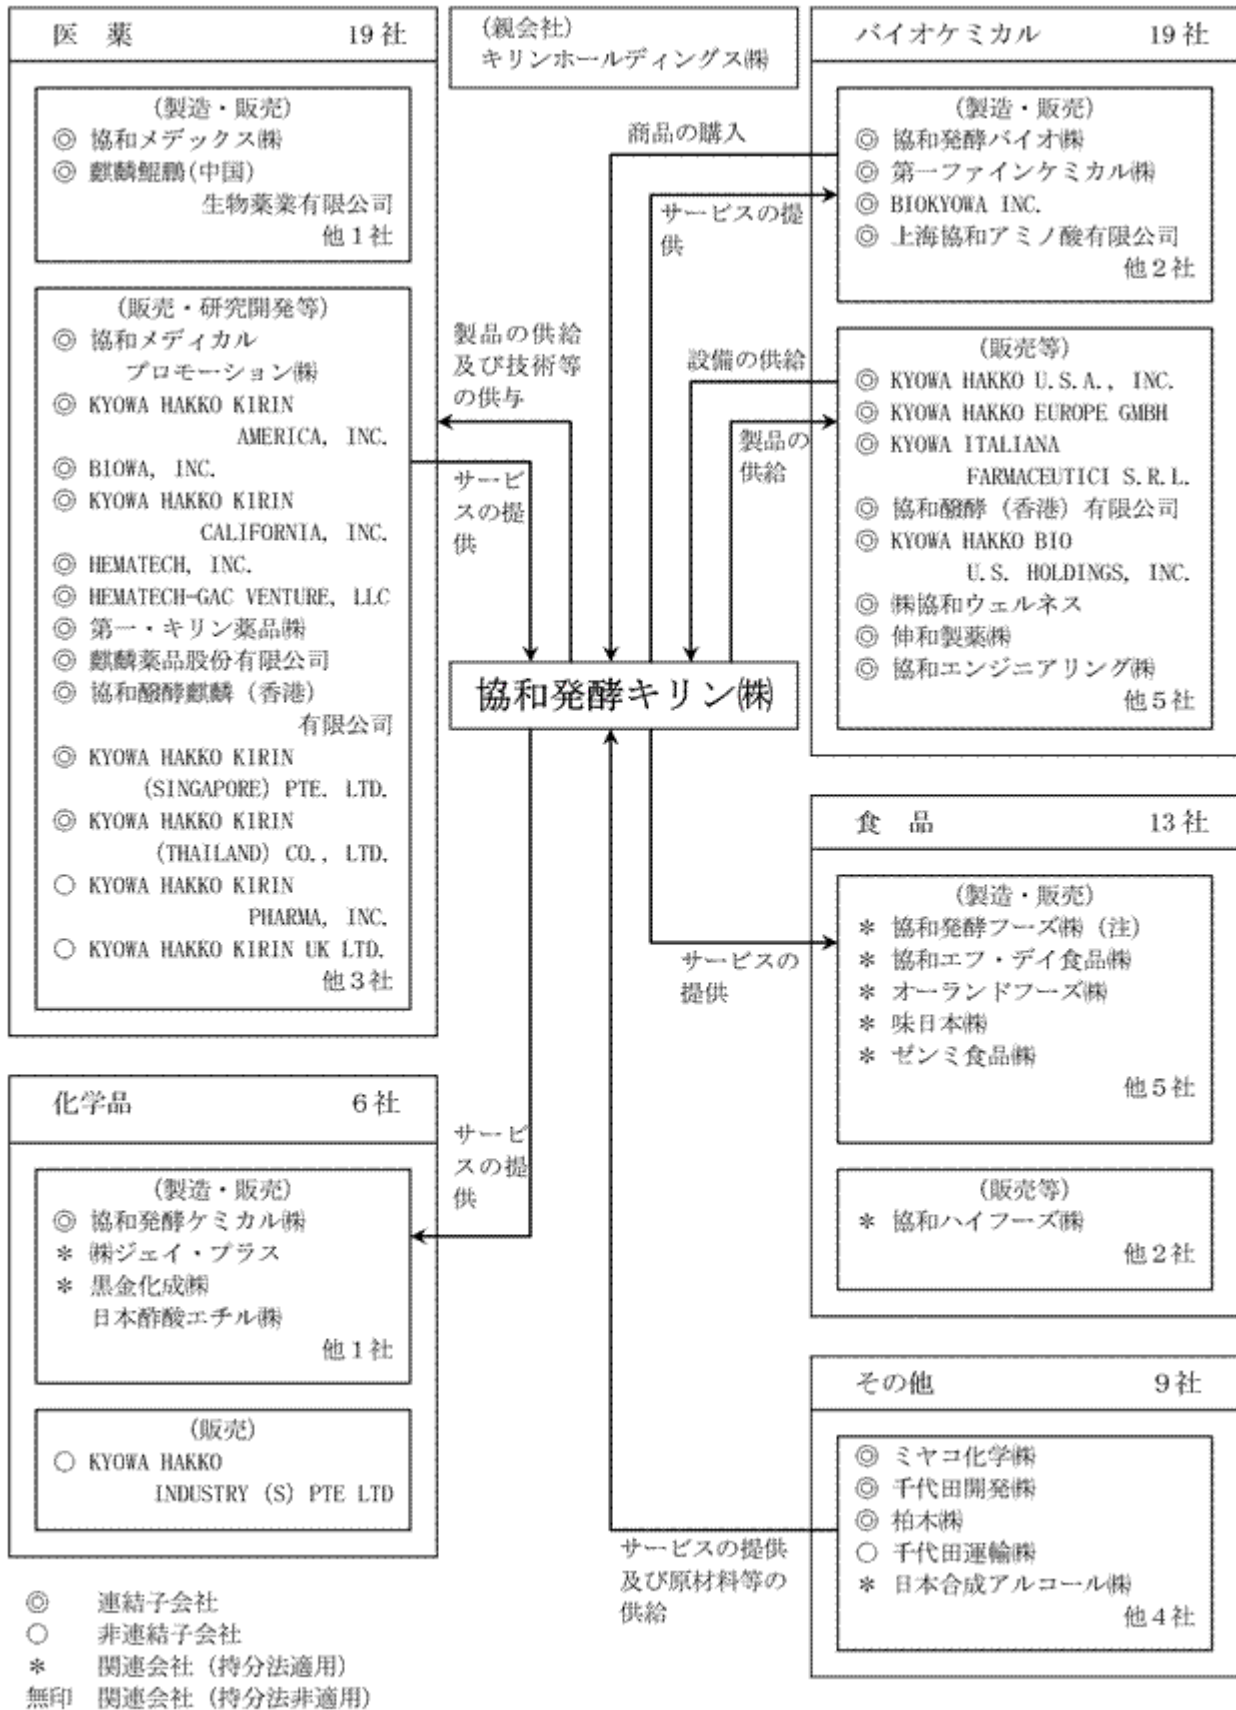 医　薬　19社
(製造・販売)
◎ 協和メデックス㈱
◎ 麒麟鯤鵬(中国)
生物薬業有限公司
他１社
(販売・研究開発等)
◎ 協和メディカル
プロモーション㈱
◎ KYOWA HAKKO KIRIN
AMERICA, INC.
◎ BIOWA, INC.
◎ KYOWA HAKKO KIRIN
CALIFORNIA, INC.
◎ HEMATECH, INC.
◎ HEMATECH-GAC VENTURE, LLC
◎ 第一・キリン薬品㈱
◎ 麒麟薬品股份有限公司
◎ 協和醱酵麒麟（香港）
有限公司
◎ KYOWA HAKKO KIRIN
(SINGAPORE) PTE. LTD.
◎ KYOWA HAKKO KIRIN
(THAILAND) CO., LTD.
○ KYOWA HAKKO KIRIN
PHARMA, INC.
○ KYOWA HAKKO KIRIN UK LTD.
他３社
化学品　６社
(製造・販売)
◎ 協和発酵ケミカル㈱
＊ ㈱ジェイ・プラス
＊ 黒金化成㈱
日本酢酸エチル㈱
他１社
(販売)
○ KYOWA HAKKO
INDUSTRY (S) PTE LTD
(親会社)
キリンホールディングス㈱
商品の購入
サービスの提
供
製品の供給
及び技術等
の供与
設備の供給
サービ
スの提
供
製品の
供給
協和発酵キリン㈱
サービスの
提供
サービ
スの提
供
サービスの提供
及び原材料等の
供給
バイオケミカル　19社
(製造・販売)
◎ 協和発酵バイオ㈱
◎ 第一ファインケミカル㈱
◎ BIOKYOWA INC.
◎ 上海協和アミノ酸有限公司
他２社
(販売等)
◎ KYOWA HAKKO U.S.A., INC.
◎ KYOWA HAKKO EUROPE GMBH
◎ KYOWA ITALIANA
FARMACEUTICI S.R.L.
◎ 協和醱酵（香港）有限公司
◎ KYOWA HAKKO BIO
U.S. HOLDINGS, INC.
◎ ㈱協和ウェルネス
◎ 伸和製薬㈱
◎ 協和エンジニアリング㈱
他５社
食　品　13社
(製造・販売)
＊ 協和発酵フーズ㈱（注）
＊ 協和エフ・デイ食品㈱
＊ オーランドフーズ㈱
＊ 味日本㈱
＊ ゼンミ食品㈱
他５社
(販売等)
＊ 協和ハイフーズ㈱
他２社
その他　９社
◎ ミヤコ化学㈱
◎ 千代田開発㈱
◎ 柏木㈱
○ 千代田運輸㈱
＊ 日本合成アルコール㈱
他４社
◎　連結子会社
○　非連結子会社
＊　関連会社（持分法適用）
無印　関連会社（持分法非適用）